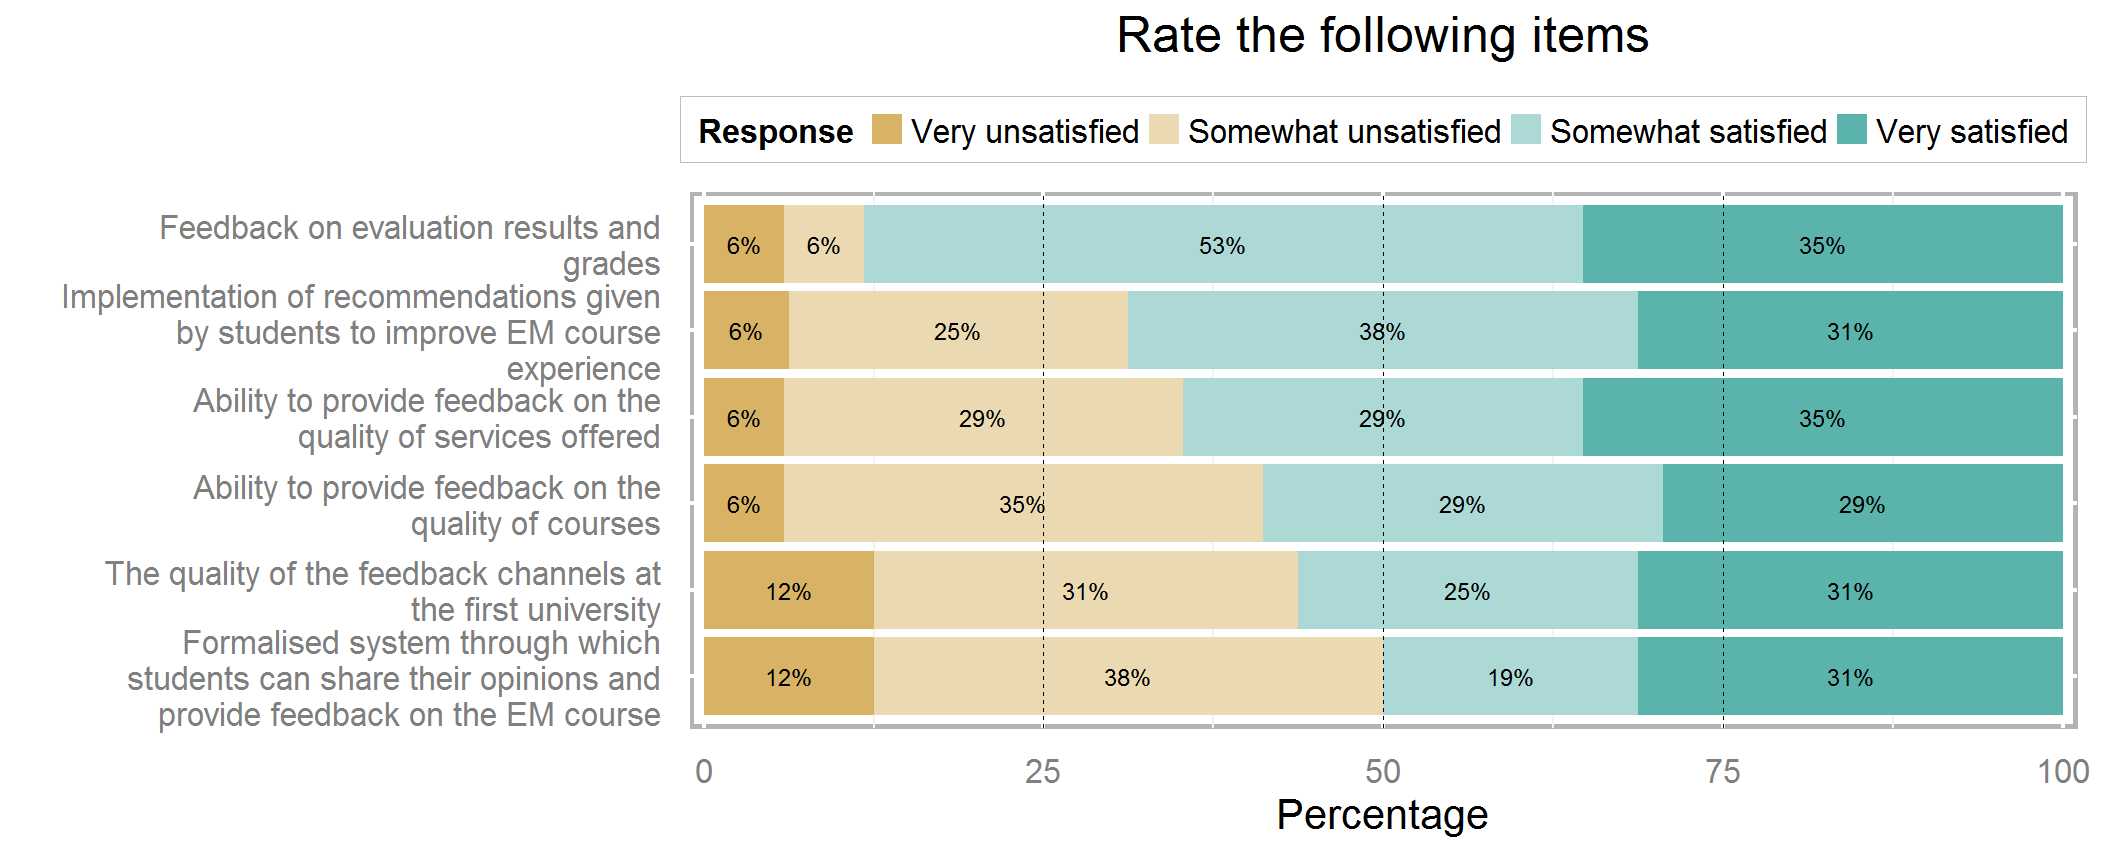 Rate the following items
Response Very unsatisfied Somewhat unsatisfied Somewhat satisfied Very satisfied
Feedback on evaluation results and
grades
6% 6% 53% 35%
Implementation of recommendations given
by students to improve EM course
experience
6% 25% 38% 31%
Ability to provide feedback on the
quality of services offered
6% 29% 29% 35%
Ability to provide feedback on the
quality of courses
6% 35% 29% 29%
The quality of the feedback channels at
the first university
12% 31% 25% 31%
Formalised system through which
students can share their opinions and
provide feedback on the EM course
12% 38% 19% 31%
0 25 50 75 100
Percentage